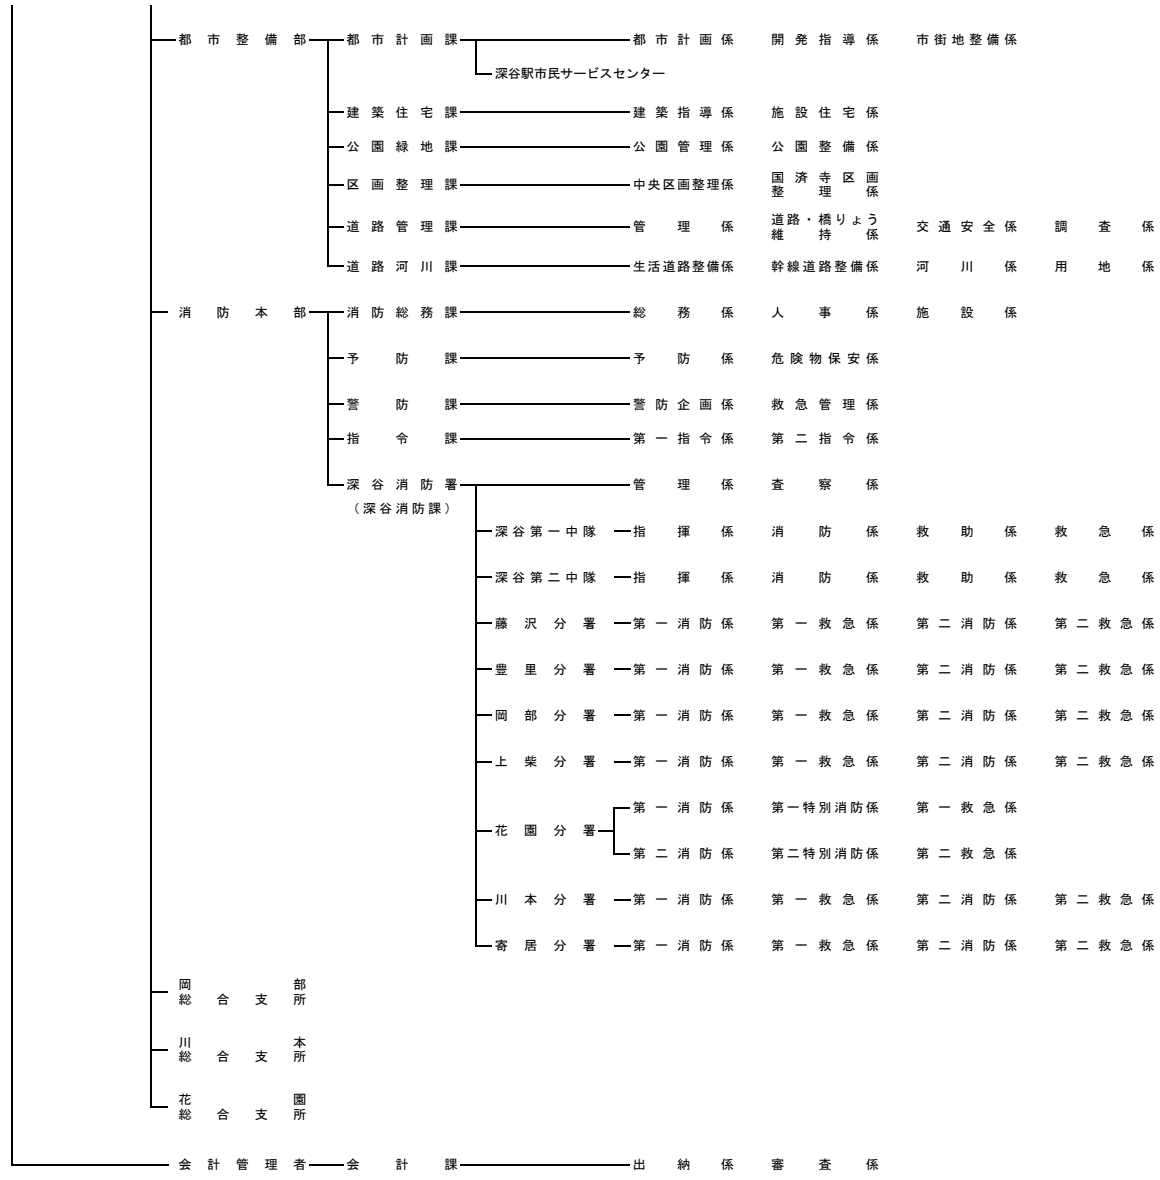 都市整備部 都市計画課 都市計画係 開発指導係 市街地整備係
深谷駅市民サービスセンター
建築住宅課 建築指導係 施設住宅係
公園緑地課 公園管理係 公園整備係
区画整理課 中央区画整理係 国済寺区画整理係
道路管理課 管理係 道路・橋りょう維持係 交通安全係 調査係
道路河川課 生活道路整備係 幹線道路整備係 河川係 用地係
消防本部 消防総務課 総務係 人事係 施設係
予防課 予防係 危険物保安係
警防課 警防企画係 救急管理係
指令課 第一指令係 第二指令係
深谷消防署 管理係 査察係
（深谷消防課）
深谷第一中隊 指揮係 消防係 救助係 救急係
深谷第二中隊 指揮係 消防係 救助係 救急係
藤沢分署 第一消防係 第一救急係 第二消防係 第二救急係
豊里分署 第一消防係 第一救急係 第二消防係 第二救急係
岡部分署 第一消防係 第一救急係 第二消防係 第二救急係
上柴分署 第一消防係 第一救急係 第二消防係 第二救急係
第一消防係 第一特別消防係 第一救急係
花園分署
第二消防係 第二特別消防係 第二救急係
川本分署 第一消防係 第一救急係 第二消防係 第二救急係
寄居分署 第一消防係 第一救急係 第二消防係 第二救急係
岡部
総合支所
川本
総合支所
花園
総合支所
会計管理者 会計課 出納係 審査係